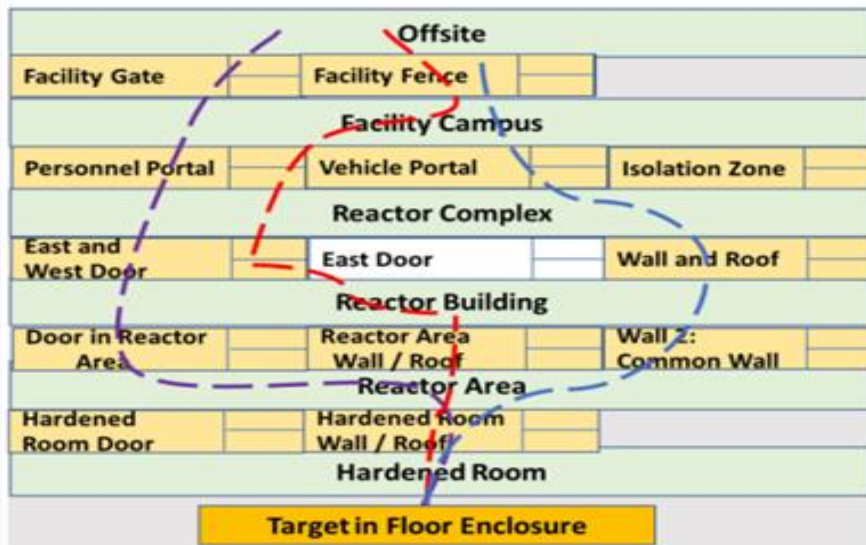 Offsite
Facility Gate
Facility Fence
Facility Campus
Personnel Portal
Vehicle Portal
Isolation Zone
Reactor Complex
East and
West Door
East Door
Wall and Roof
Reactor Building
Door in Reactor
Area
Reactor Area
Wall / Roof
Wall 2:
Common Wall
Reactor Area
Hardened
Room Door
Hardened Room
Wall / Roof
Hardened Room
Target in Floor Enclosure